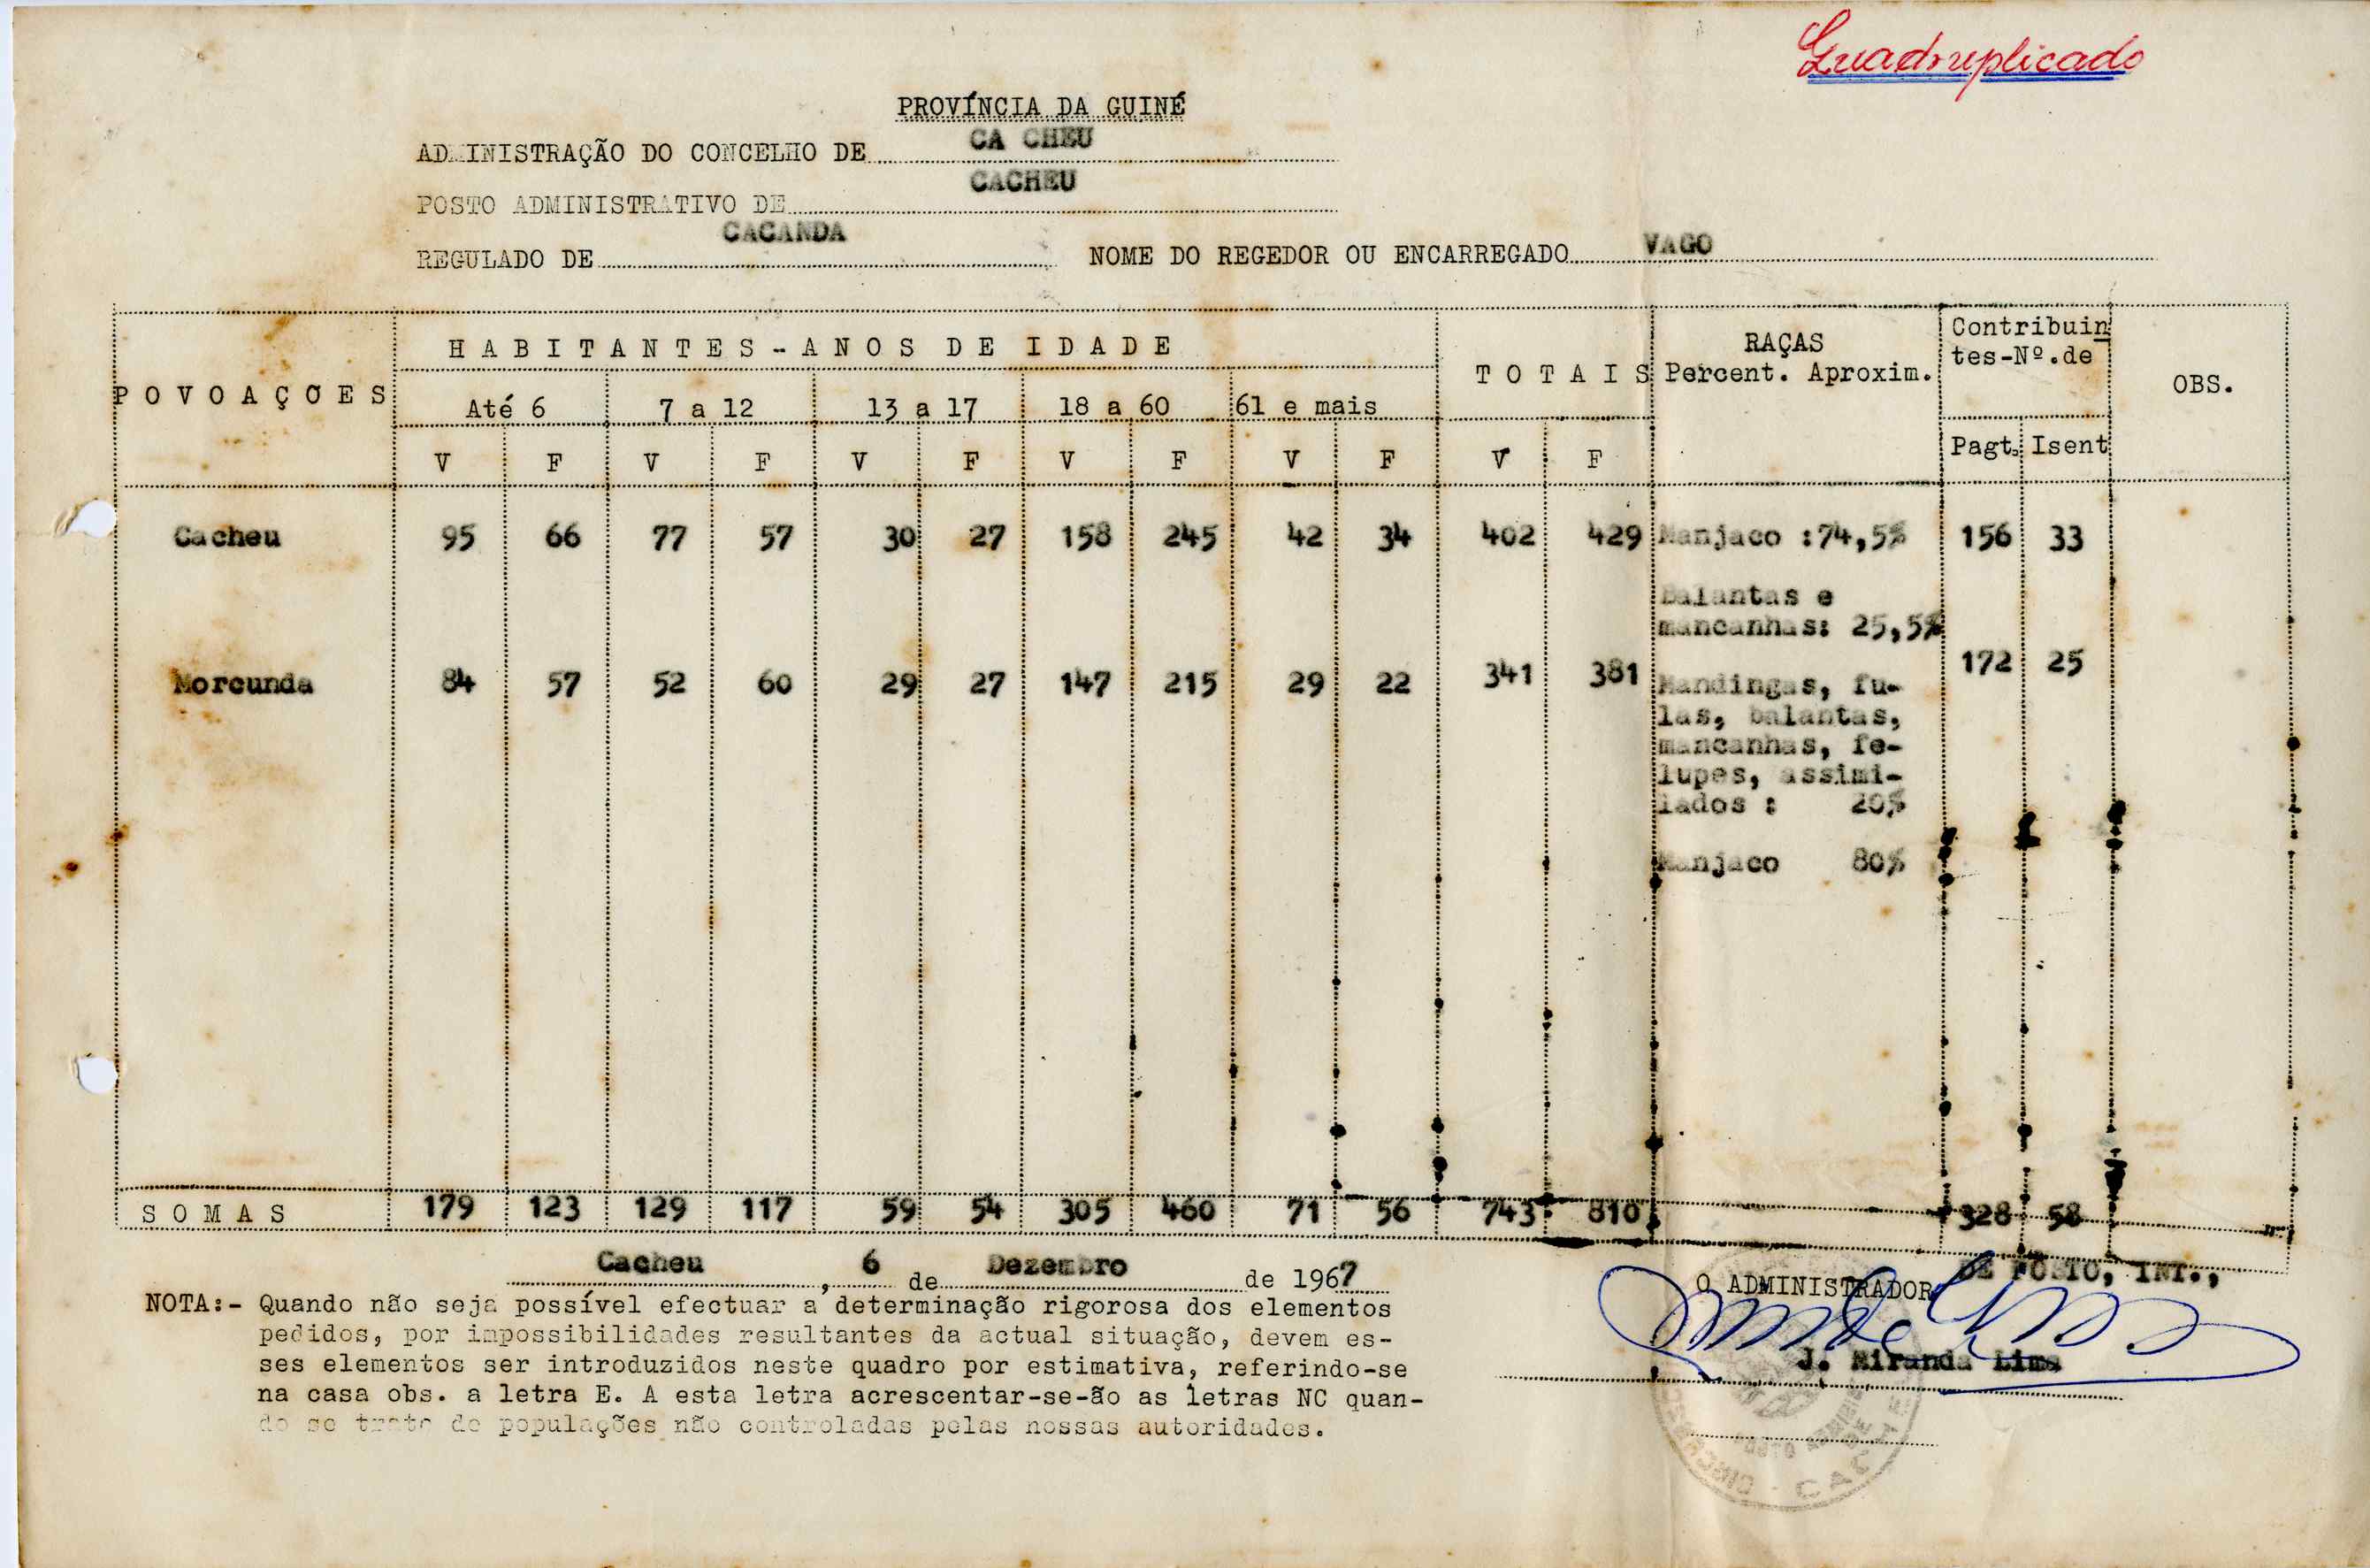 Quadruplicado
PROVÍNCIA DA GUINÉ
ADMINISTRAÇÃO DO CONCELHO DE CA CHEU
POSTO ADMINISTRATIVO DE CACHEU
REGULADO DE CACANDA NOME DO REGEDOR OU ENCARREGADO VAGO
POVOAÇOES HABITANTES-ANOS DE IDADE TOTAIS RAÇAS Percent. Aproxim. Contribuin tes-Nº.de OBS.
Até 6 7 a 12 13 a 17 18 a 60 61 e mais
V F V F V F V F V F V F Pagt. Isent
Cacheu 95 66 77 57 30 27 158 245 42 34 402 429 Manjaco :74,5% 156 33
Balantas e
mancanhas: 25,5%
Morcunda 84 57 52 60 29 27 147 215 29 22 341 381 Mandingas, fu- 172 25
las, balantas,
mancanhas, fe-
lupes, assimi-
lados : 20%
Manjaco 80%
SOMAS 179 123 129 117 59 54 305 460 71 56 743 810 328 58
Cacheu, 6 de Dezembro de 1967
O ADMINISTRADOR DE POSTO, INT.,
J. Miranda Lima
NOTA:- Quando não seja possível efectuar a determinação rigorosa dos elementos
pedidos, por impossibilidades resultantes da actual situação, devem es-
ses elementos ser introduzidos neste quadro por estimativa, referindo-se
na casa obs. a letra E. A esta letra acrescentar-se-ão as letras NC quan-
do se trate de populações não controladas pelas nossas autoridades.